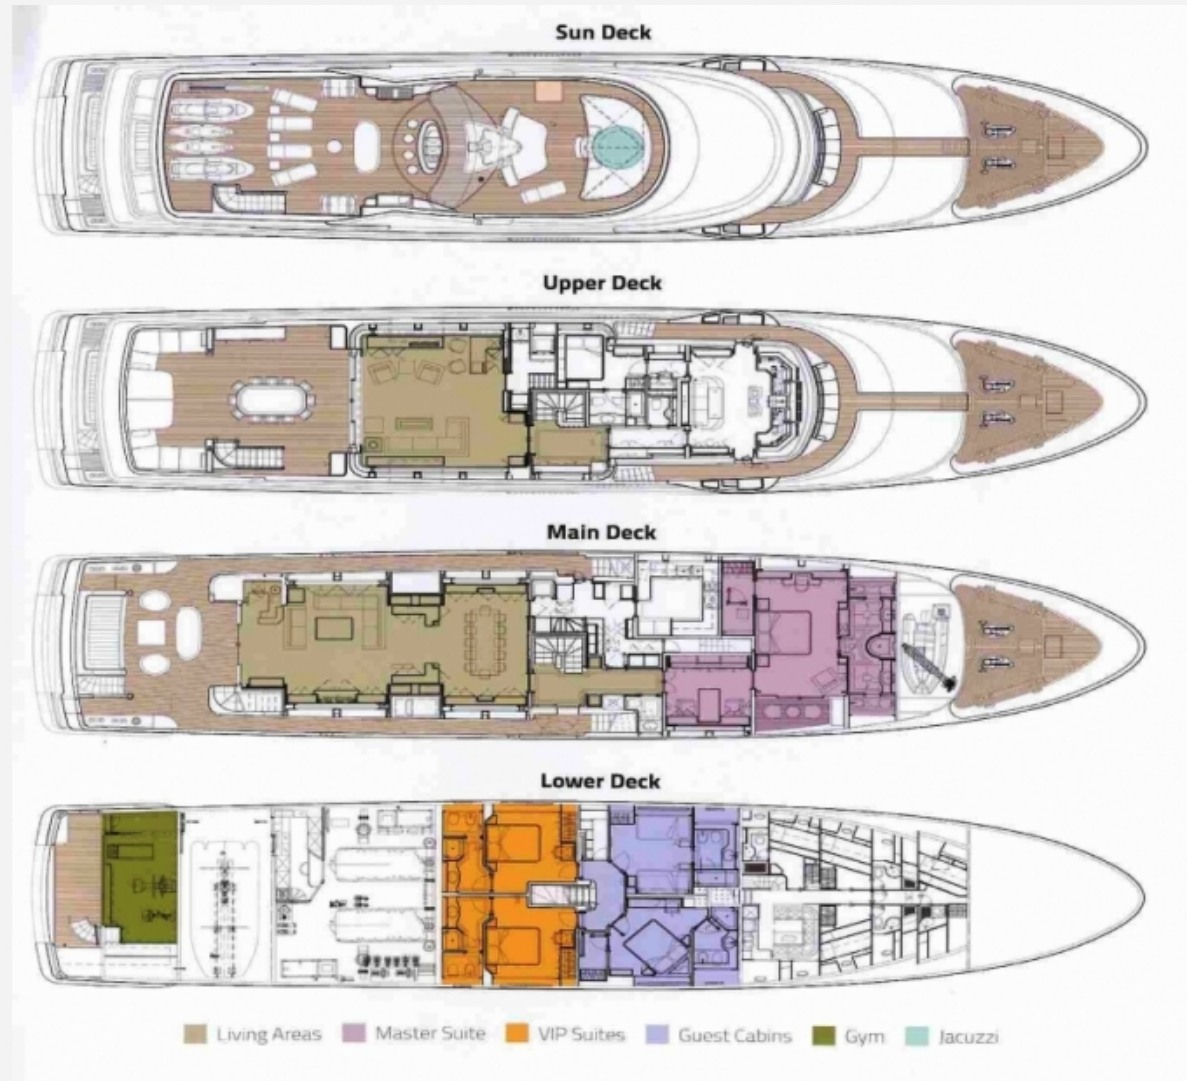 Sun Deck
Upper Deck
Main Deck
Lower Deck
Living Areas
Master Suite
VIP Suites
Guest Cabins
Gym
Jacuzzi